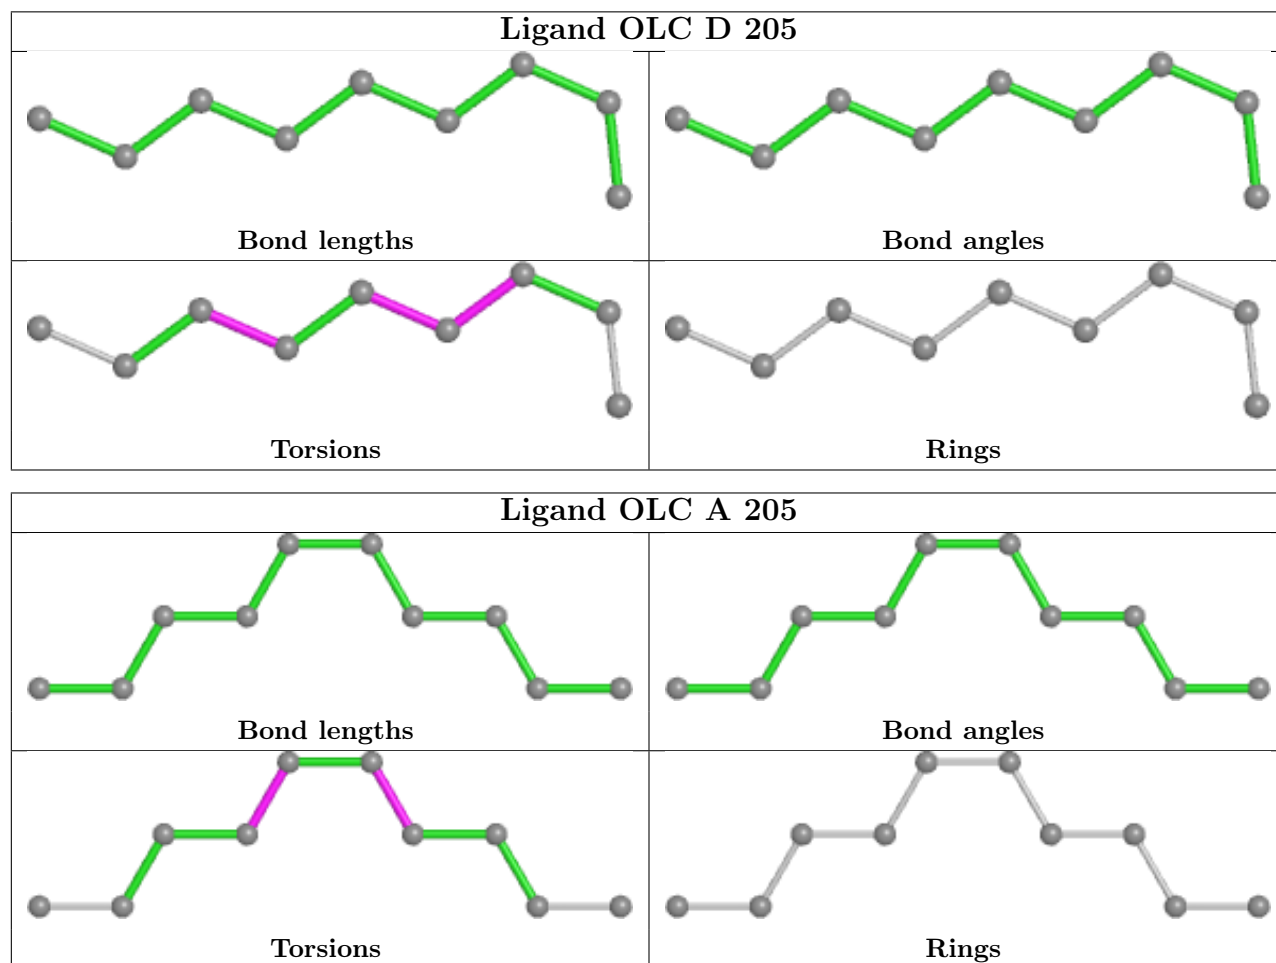 Ligand OLC D 205
Bond lengths
Bond angles
Torsions
Rings
Ligand OLC A 205
Bond lengths
Bond angles
Torsions
Rings